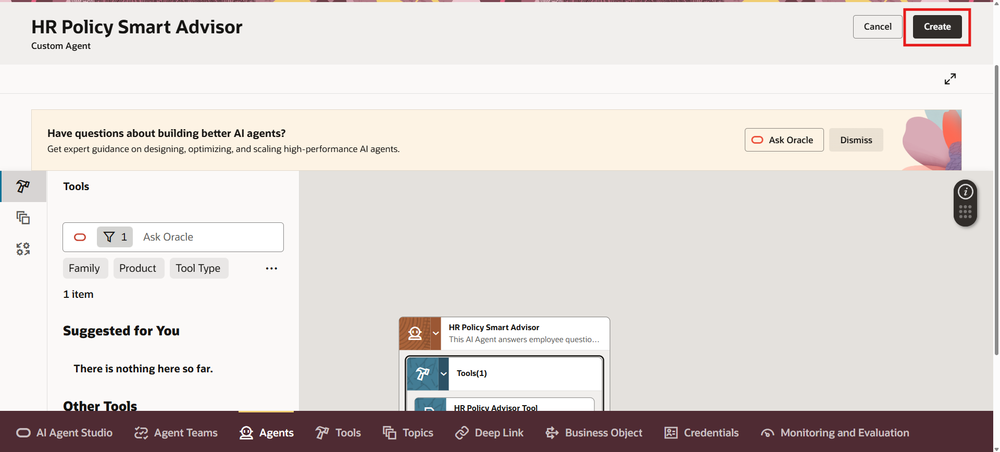 HR Policy Smart Advisor
Custom Agent
Cancel
Create
Have questions about building better AI agents?
Get expert guidance on designing, optimizing, and scaling high-performance AI agents.
Ask Oracle
Dismiss
Tools
1
Ask Oracle
Family
Product
Tool Type
...
1 item
Suggested for You
There is nothing here so far.
Other Tools
HR Policy Smart Advisor
This AI Agent answers employee questio...
Tools(1)
HR Policy Advisor Tool
AI Agent Studio
Agent Teams
Agents
Tools
Topics
Deep Link
Business Object
Credentials
Monitoring and Evaluation